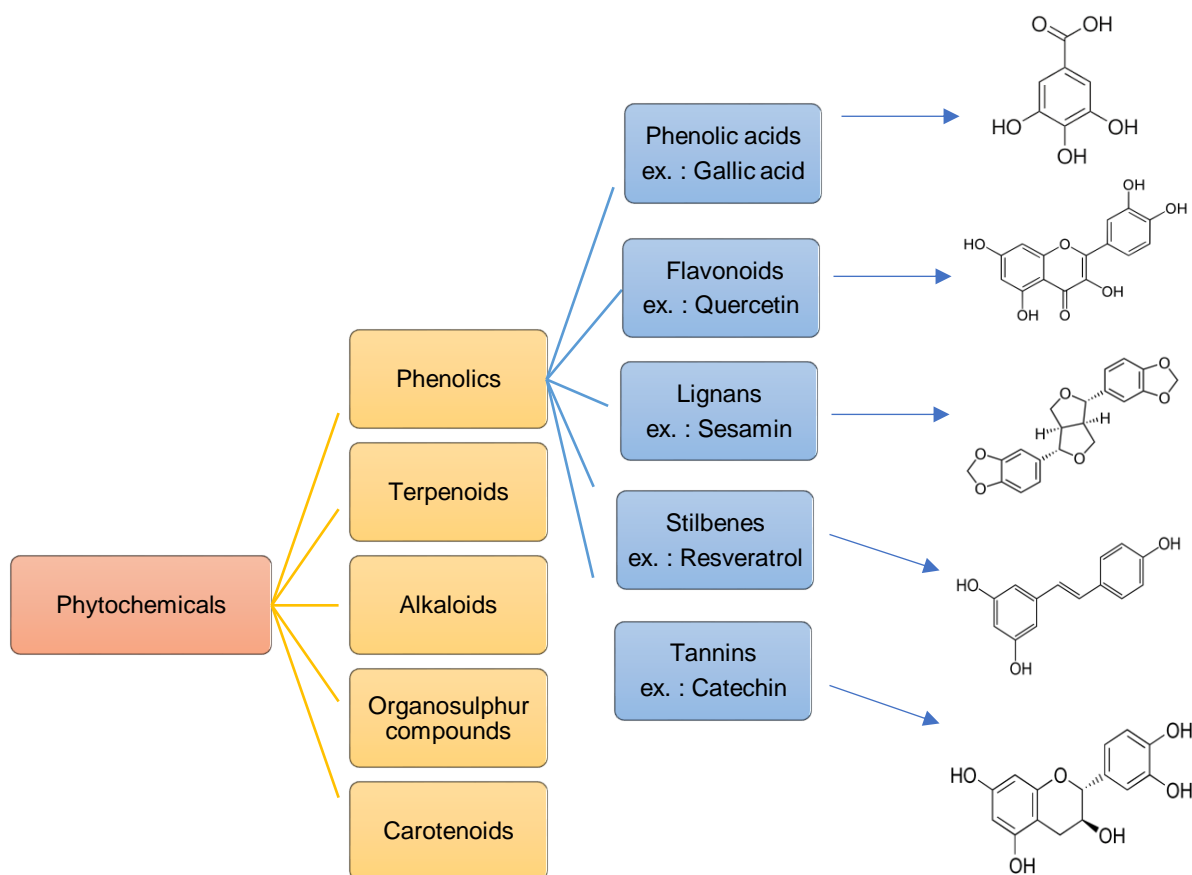 Phytochemicals
Phenolics
Terpenoids
Alkaloids
Organosulphur
compounds
Carotenoids
Phenolic acids
ex. : Gallic acid
Flavonoids
ex. : Quercetin
Lignans
ex. : Sesamin
Stilbenes
ex. : Resveratrol
Tannins
ex. : Catechin
O
OH
HO
OH
OH
OH
OH
HO
O
OH
OH
O
O
O
O
H
H
O
O
O
OH
HO
OH
OH
OH
HO
O
OH
OH